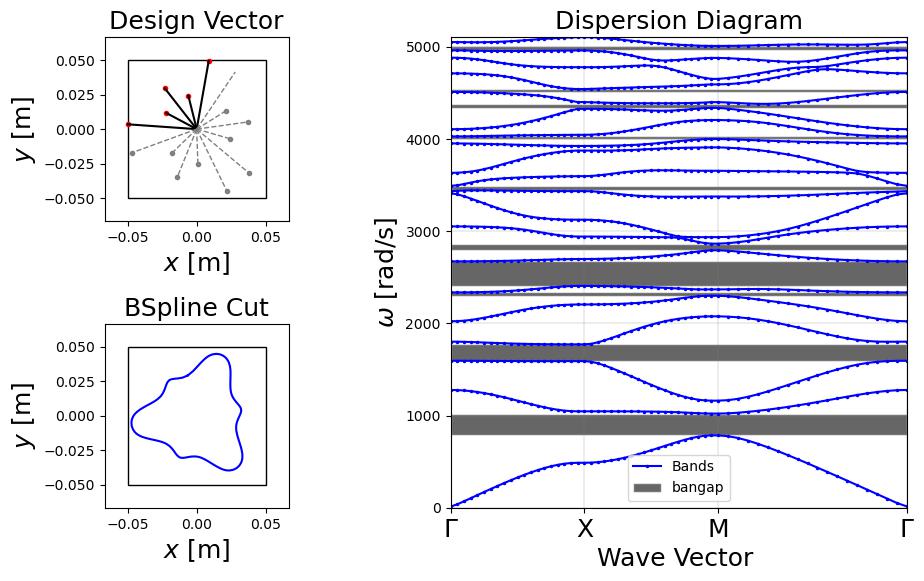 Design Vector
0.050
0.025
0.000
−0.025
−0.050
y [m]
−0.05
0.00
0.05
x [m]
BSpline Cut
0.050
0.025
0.000
−0.025
−0.050
y [m]
−0.05
0.00
0.05
x [m]
Dispersion Diagram
5000
4000
3000
2000
1000
0
ω [rad/s]
Bands
bangap
Γ
X
M
Γ
Wave Vector